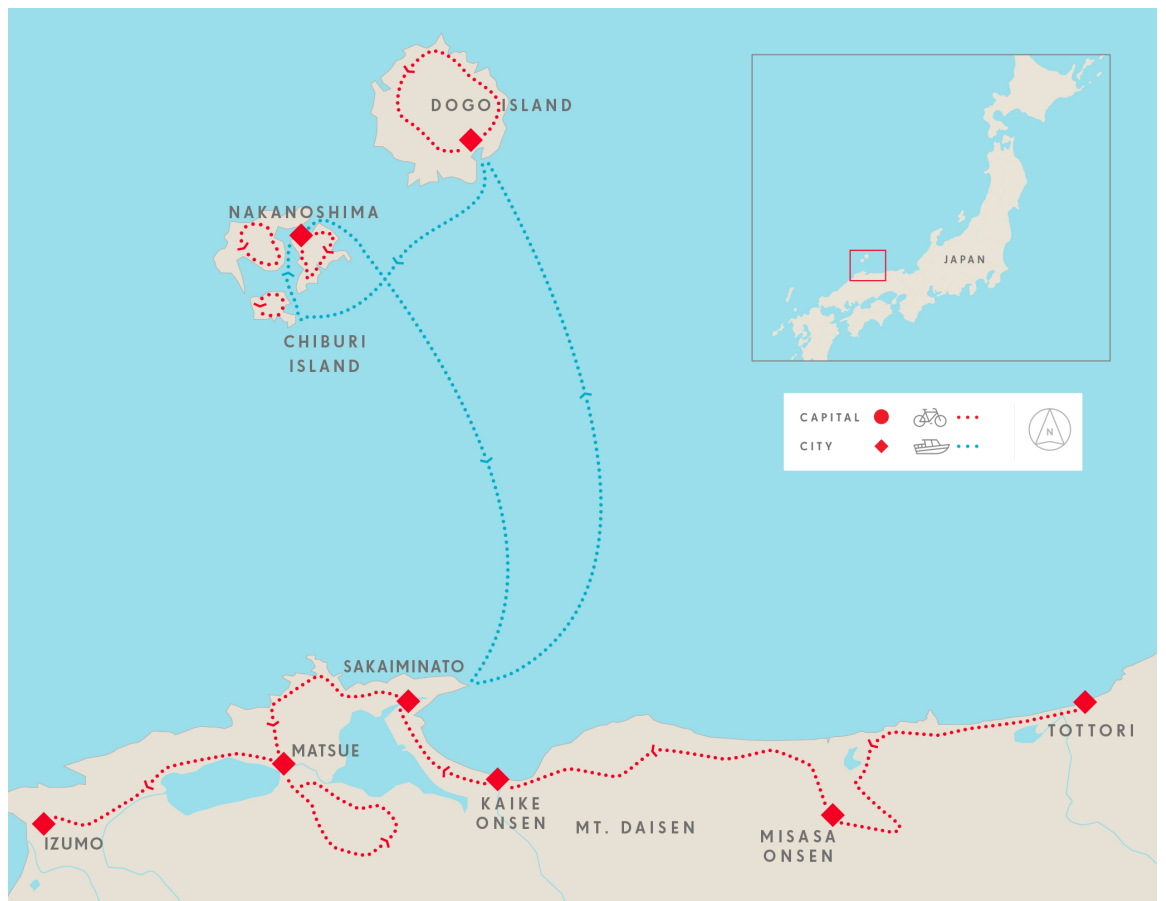 DOGO ISLAND
NAKANOSHIMA
JAPAN
CHIBURI
ISLAND
CAPITAL
N
CITY
SAKAIMINATO
TOTTORI
MATSUE
KAIKE
ONSEN
MT. DAISEN
MISASA
ONSEN
IZUMO